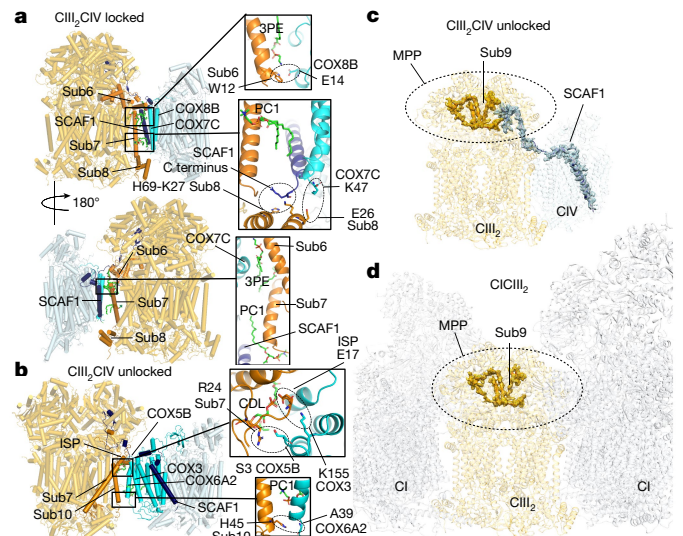 a
CIII₂CIV locked
3PE
COX8B
Sub6
E14
W12
Sub6
COX8B
COX7C
SCAF1
Sub7
Sub8
PC1
SCAF1
C terminus
COX7C
K47
H69-K27 Sub8
E26
Sub8
180°
Sub6
SCAF1
Sub7
Sub8
COX7C
Sub6
3PE
Sub7
PC1
SCAF1
b
CIII₂CIV unlocked
ISP
E17
R24
Sub7
CDL
COX5B
ISP
COX3
COX6A2
Sub7
Sub10
SCAF1
S3 COX5B
K155
COX3
PC1
H45
A39
COX6A2
c
CIII₂CIV unlocked
MPP
Sub9
SCAF1
CIII₂
CIV
d
CICIII₂
MPP
Sub9
CI
CIII₂
CI